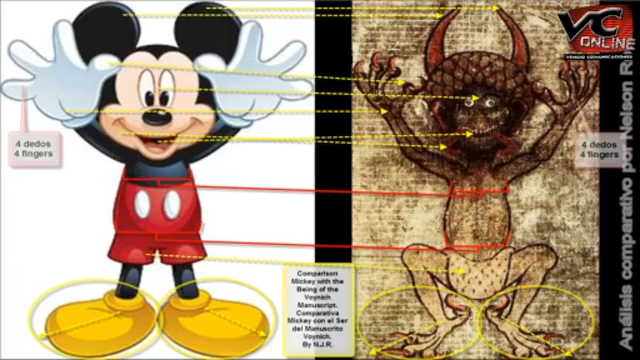 VC
ONLINE
4 dedos
4 fingers
4 dedos
4 fingers
Comparison
Mickey with the
Being of the
Voynich
Manuscript.
Comparativa
Mickey con el Ser
del Manuscrito
Voynich.
By N.J.R.
Análisis comparativo por Nelson